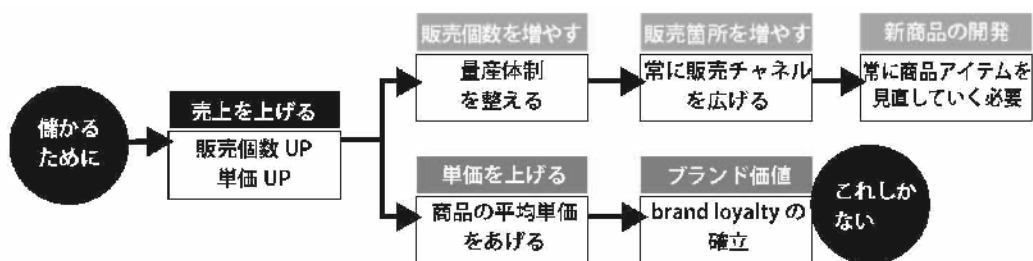 儲かる
ために
売上を上げる
販売個数 UP
単価 UP
販売個数を増やす
量産体制
を整える
販売箇所を増やす
常に販売チャネル
を広げる
新商品の開発
常に商品アイテムを
見直していく必要
単価を上げる
商品の平均単価
をあげる
ブランド価値
brand loyalty の
確立
これしか
ない